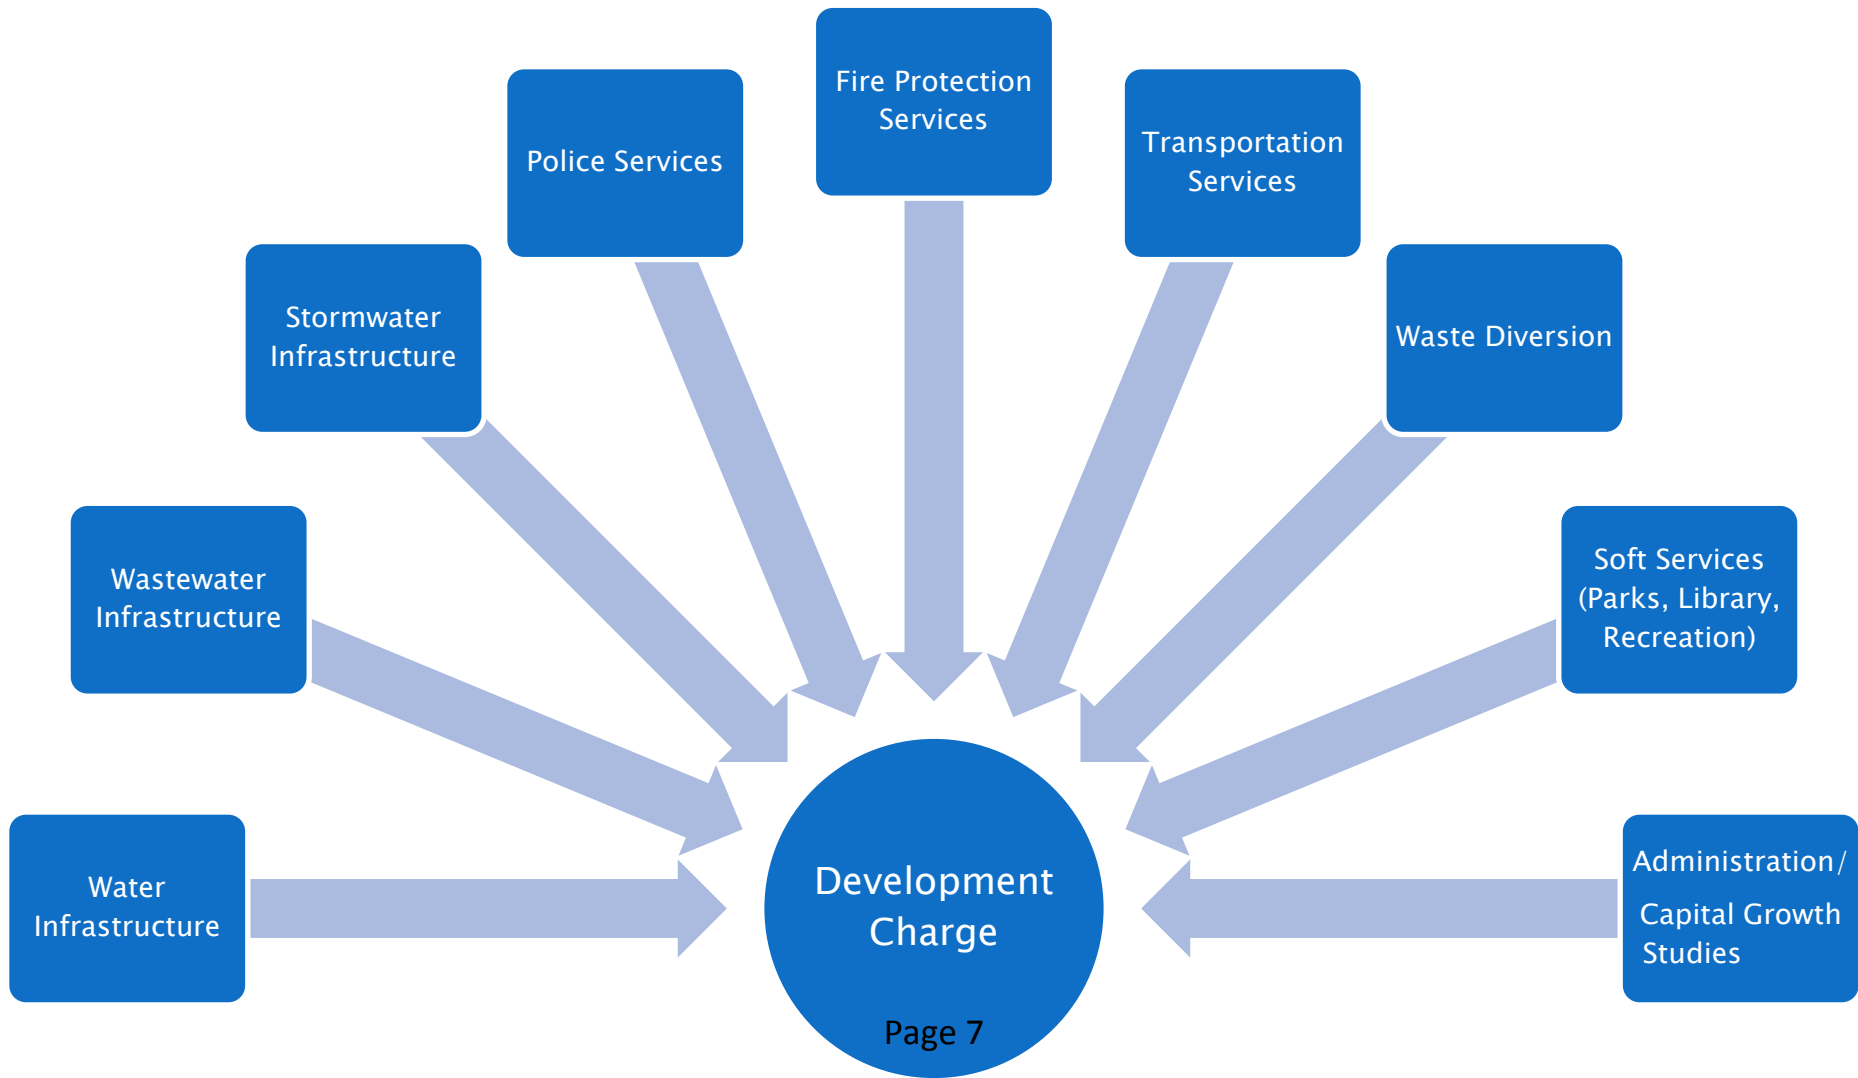 Fire Protection
Services
Police Services
Transportation
Services
Stormwater
Infrastructure
Waste Diversion
Wastewater
Infrastructure
Soft Services
(Parks, Library,
Recreation)
Water
Infrastructure
Development
Charge
Administration/
Capital Growth
Studies
Page 7